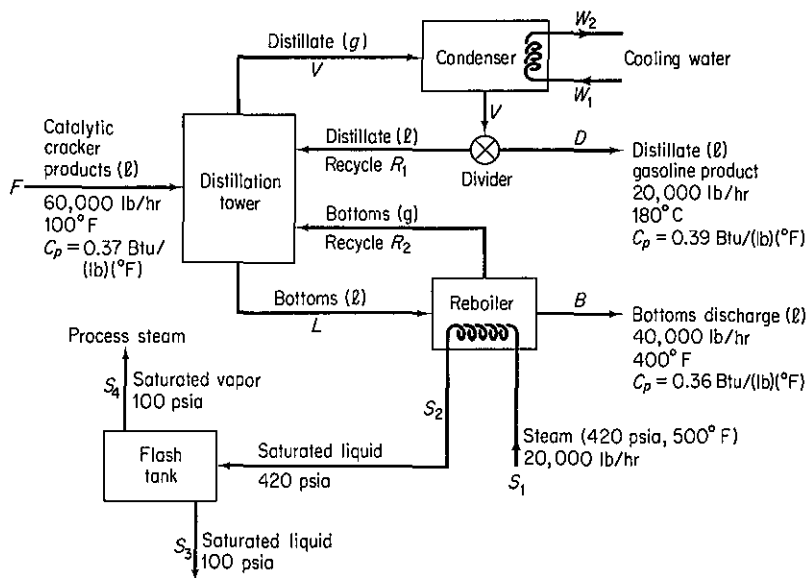 W₂
Distillate (g)
V
Condenser
Cooling water
W₁
V
Catalytic
cracker
products (ℓ)
F
60,000 lb/hr
100°F
Cₚ = 0.37 Btu/
(lb)(°F)
Distillation
tower
Distillate (ℓ)
Recycle R₁
Divider
D
Distillate (ℓ)
gasoline product
20,000 lb/hr
180°C
Cₚ = 0.39 Btu/(lb)(°F)
Bottoms (g)
Recycle R₂
Bottoms (ℓ)
L
Reboiler
B
Bottoms discharge (ℓ)
40,000 lb/hr
400°F
Cₚ = 0.36 Btu/(lb)(°F)
Process steam
S₄
Saturated vapor
100 psia
S₂
Flash
tank
Saturated liquid
420 psia
Steam (420 psia, 500°F)
20,000 lb/hr
S₁
S₃
Saturated liquid
100 psia